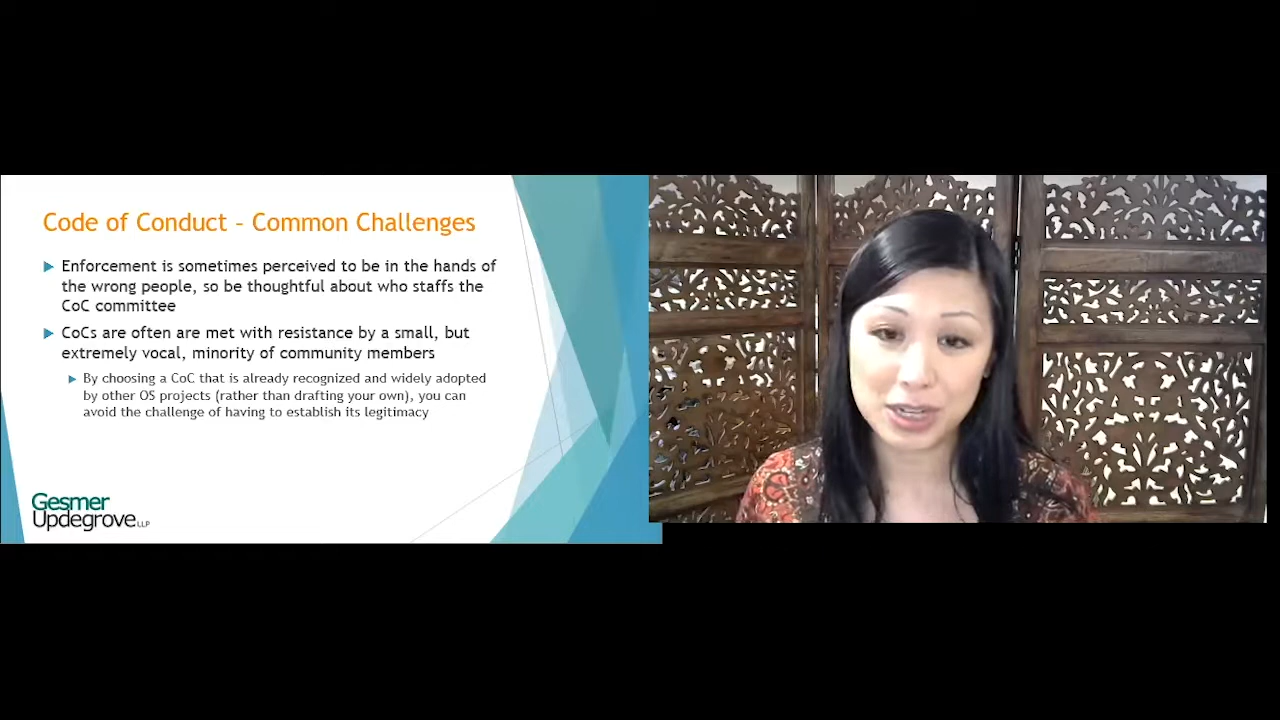 Code of Conduct – Common Challenges
Enforcement is sometimes perceived to be in the hands of
the wrong people, so be thoughtful about who staffs the
CoC committee
CoCs are often are met with resistance by a small, but
extremely vocal, minority of community members
By choosing a CoC that is already recognized and widely adopted
by other OS projects (rather than drafting your own), you can
avoid the challenge of having to establish its legitimacy
Gesmer
Updegrove LLP